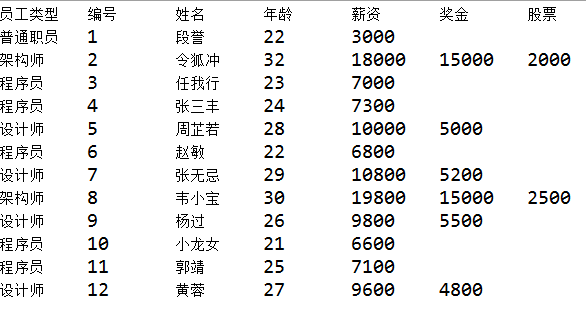 员工类型 编号 姓名 年龄 薪资 奖金 股票
普通职员 1 段誉 22 3000
架构师 2 令狐冲 32 18000 15000 2000
程序员 3 任我行 23 7000
程序员 4 张三丰 24 7300
设计师 5 周芷若 28 10000 5000
程序员 6 赵敏 22 6800
设计师 7 张无忌 29 10800 5200
架构师 8 韦小宝 30 19800 15000 2500
设计师 9 杨过 26 9800 5500
程序员 10 小龙女 21 6600
程序员 11 郭靖 25 7100
设计师 12 黄蓉 27 9600 4800